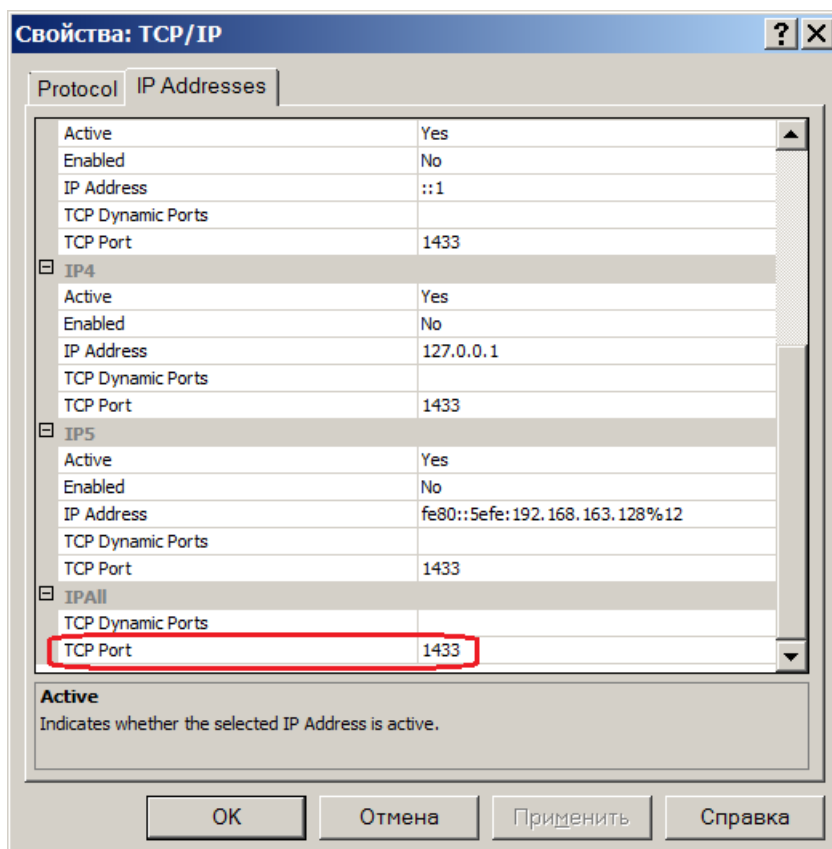 Свойства: TCP/IP
Protocol IP Addresses
Active Yes
Enabled No
IP Address ::1
TCP Dynamic Ports
TCP Port 1433
IP4
Active Yes
Enabled No
IP Address 127.0.0.1
TCP Dynamic Ports
TCP Port 1433
IP5
Active Yes
Enabled No
IP Address fe80::5efe:192.168.163.128%12
TCP Dynamic Ports
TCP Port 1433
IPAll
TCP Dynamic Ports
TCP Port 1433
Active
Indicates whether the selected IP Address is active.
OK Отмена Применить Справка